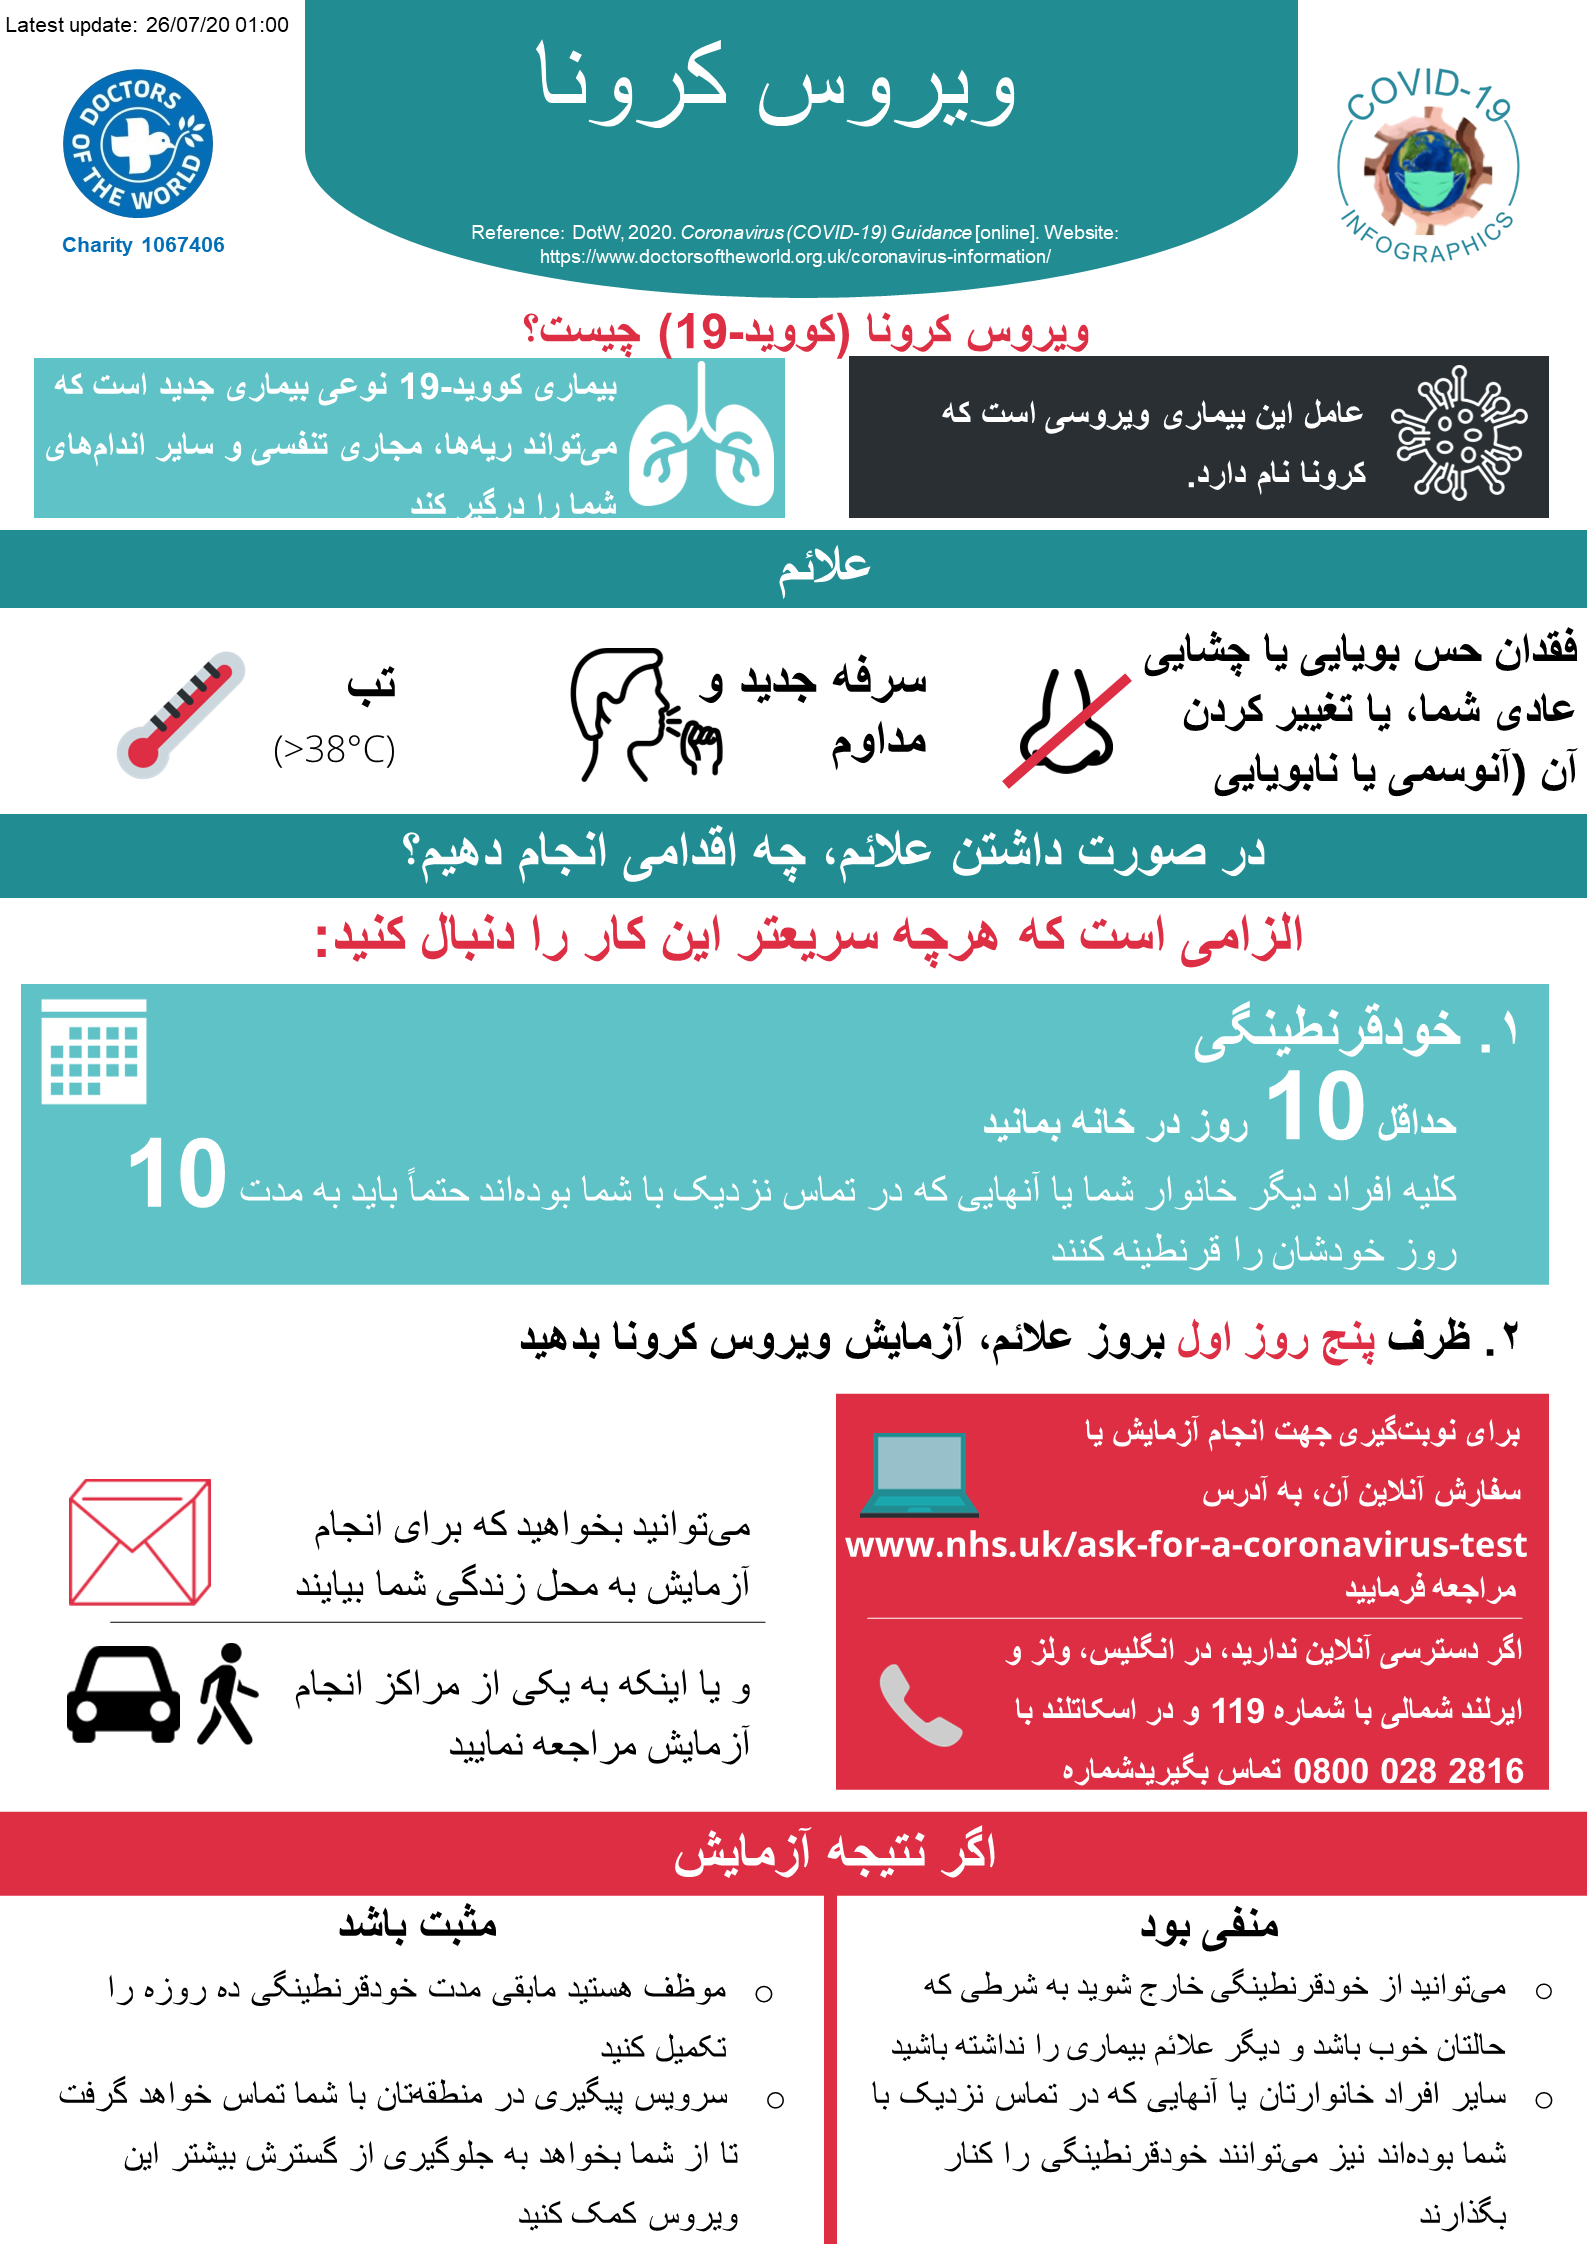 Latest update: 26/07/20 01:00
DOCTORS OF THE WORLD
Charity 1067406
ویروس کرونا
Reference: DotW, 2020. Coronavirus (COVID-19) Guidance [online]. Website:
https://www.doctorsoftheworld.org.uk/coronavirus-information/
COVID-19
INFOGRAPHICS
ویروس کرونا (کووید-19) چیست؟
عامل این بیماری ویروسی است که
کرونا نام دارد.
بیماری کووید-19 نوعی بیماری جدید است که
می‌تواند ریه‌ها، مجاری تنفسی و سایر اندام‌های
شما را درگیر کند
علائم
فقدان حس بویایی یا چشایی
عادی شما، یا تغییر کردن
آن (آنوسمی یا نابویایی
سرفه جدید و
مداوم
تب
(>38°C)
در صورت داشتن علائم، چه اقدامی انجام دهیم؟
الزامی است که هرچه سریعتر این کار را دنبال کنید:
۱. خودقرنطینگی
حداقل 10 روز در خانه بمانید
کلیه افراد دیگر خانوار شما یا آنهایی که در تماس نزدیک با شما بوده‌اند حتماً باید به مدت 10
روز خودشان را قرنطینه کنند
۲. ظرف پنج روز اول بروز علائم، آزمایش ویروس کرونا بدهید
برای نوبت‌گیری جهت انجام آزمایش یا
سفارش آنلاین آن، به آدرس
www.nhs.uk/ask-for-a-coronavirus-test
مراجعه فرمایید
اگر دسترسی آنلاین ندارید، در انگلیس، ولز و
ایرلند شمالی با شماره 119 و در اسکاتلند با
0800 028 2816 تماس بگیریدشماره
می‌توانید بخواهید که برای انجام
آزمایش به محل زندگی شما بیایند
و یا اینکه به یکی از مراکز انجام
آزمایش مراجعه نمایید
اگر نتیجه آزمایش
منفی بود
o می‌توانید از خودقرنطینگی خارج شوید به شرطی که
حالتان خوب باشد و دیگر علائم بیماری را نداشته باشید
o سایر افراد خانوارتان یا آنهایی که در تماس نزدیک با
شما بوده‌اند نیز می‌توانند خودقرنطینگی را کنار
بگذارند
مثبت باشد
o موظف هستید مابقی مدت خودقرنطینگی ده روزه را
تکمیل کنید
o سرویس پیگیری در منطقه‌تان با شما تماس خواهد گرفت
تا از شما بخواهد به جلوگیری از گسترش بیشتر این
ویروس کمک کنید